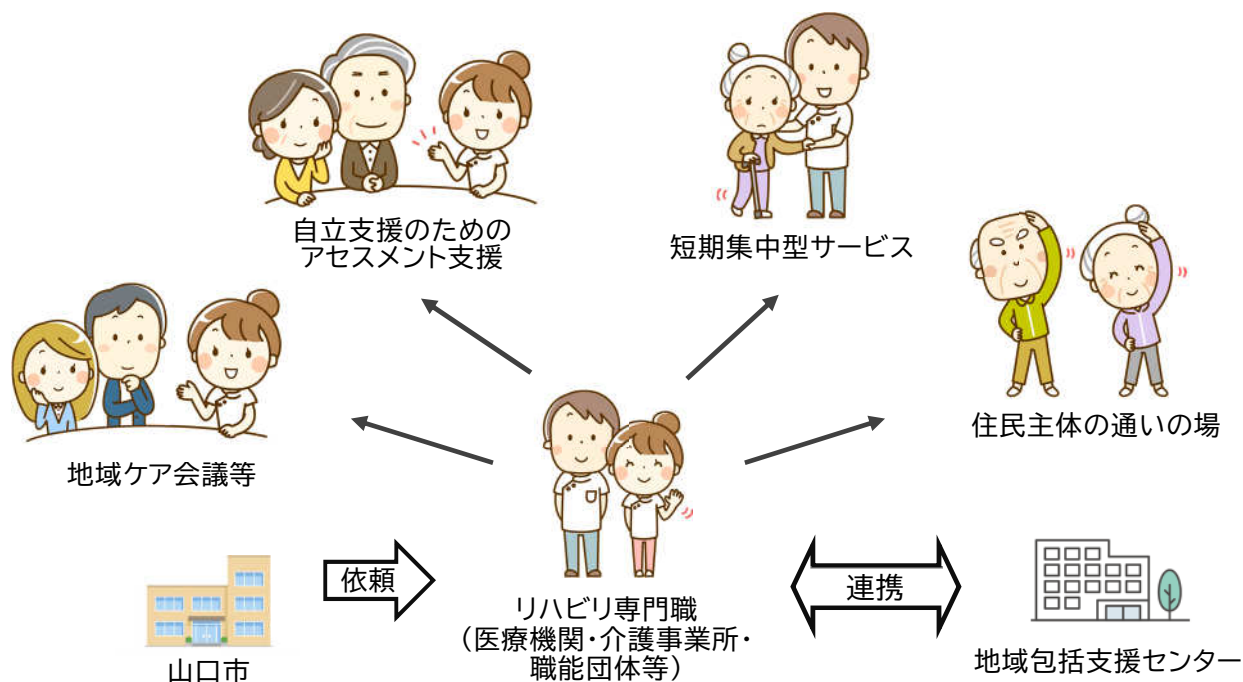 自立支援のための
アセスメント支援
短期集中型サービス
住民主体の通いの場
地域ケア会議等
依頼
連携
山口市
リハビリ専門職
（医療機関・介護事業所・
職能団体等）
地域包括支援センター